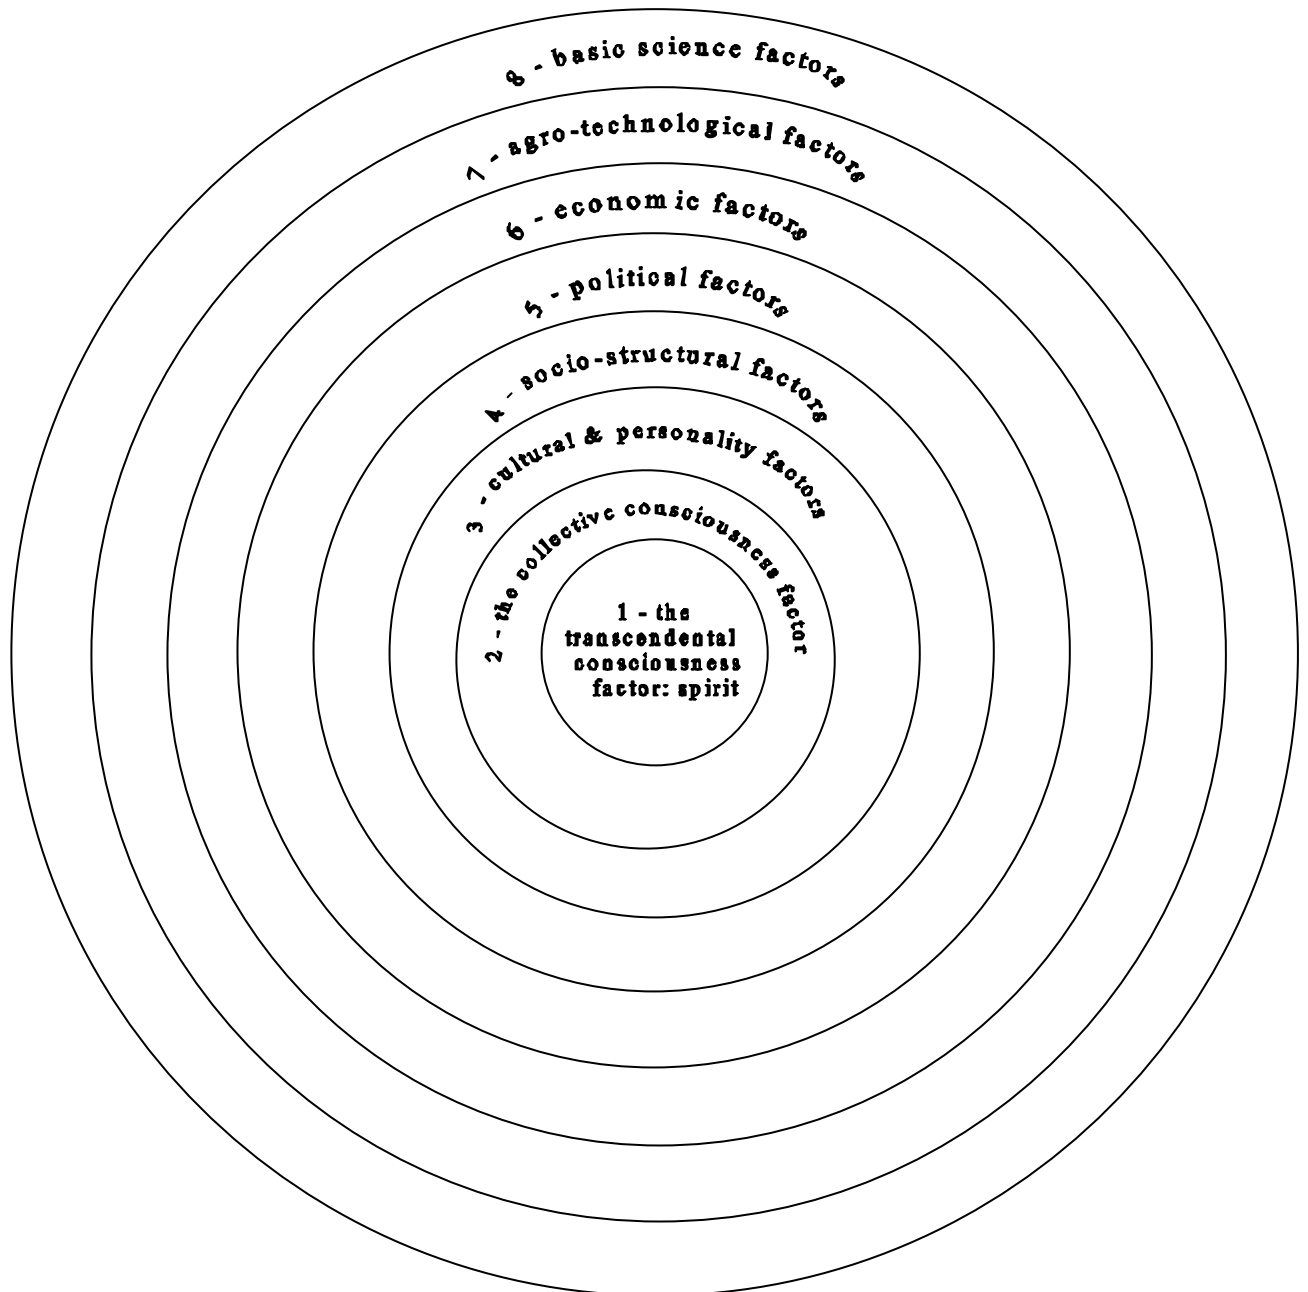 8 - basic science factors
7 - agro-technological factors
6 - economic factors
5 - political factors
4 - socio-structural factors
3 - cultural & personality factors
2 - the collective consciousness factor
1 - the
transcendental
consciousness
factor: spirit